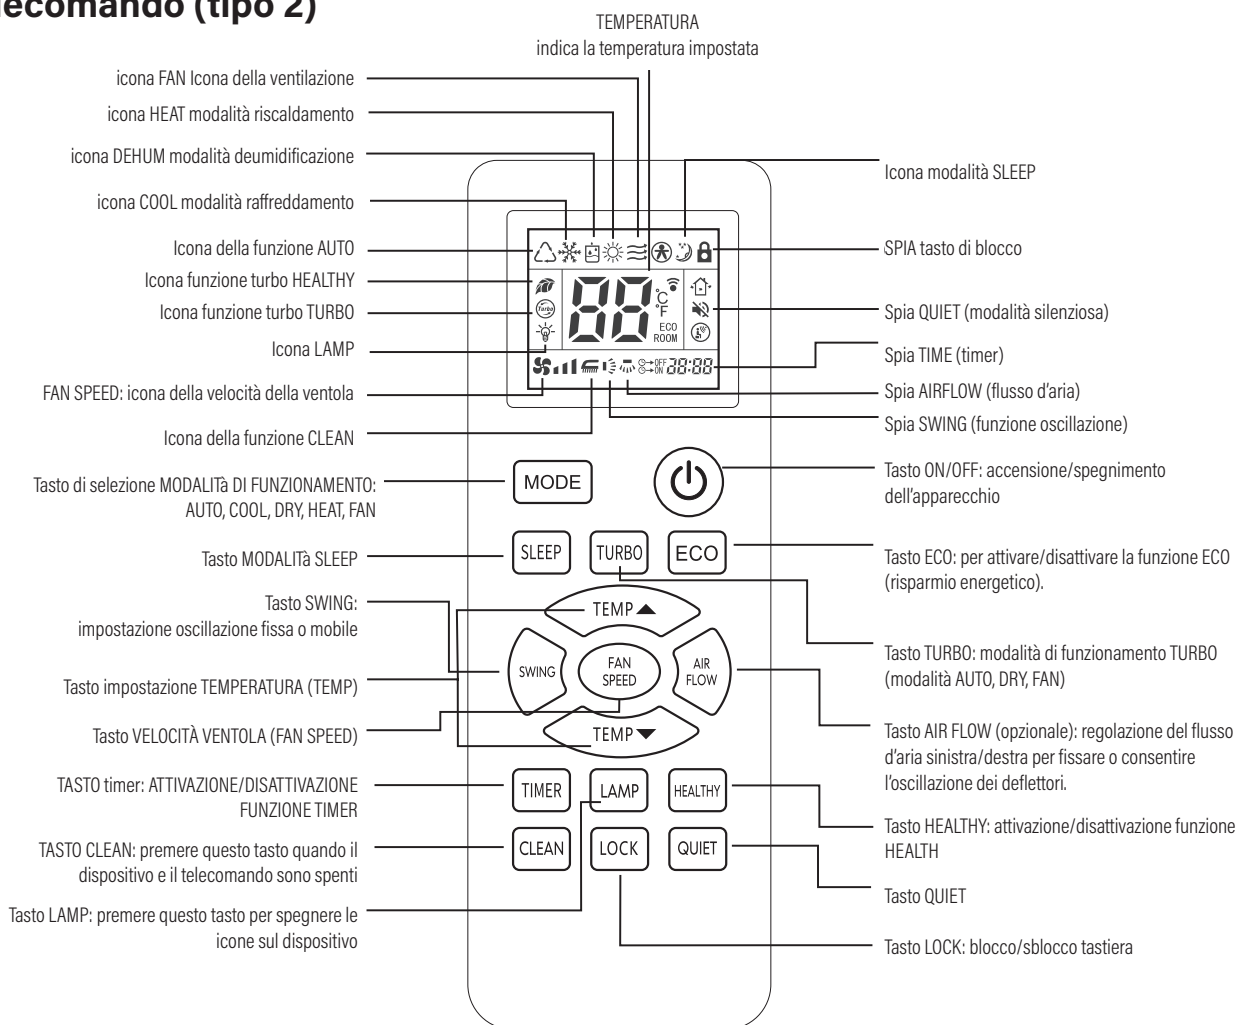 lecomando (tipo 2)
TEMPERATURA
indica la temperatura impostata
icona FAN Icona della ventilazione
icona HEAT modalità riscaldamento
icona DEHUM modalità deumidificazione
icona COOL modalità raffreddamento
Icona della funzione AUTO
Icona funzione turbo HEALTHY
Icona funzione turbo TURBO
Icona LAMP
FAN SPEED: icona della velocità della ventola
Icona della funzione CLEAN
Tasto di selezione MODALITà DI FUNZIONAMENTO:
AUTO, COOL, DRY, HEAT, FAN
Tasto MODALITà SLEEP
Tasto SWING:
impostazione oscillazione fissa o mobile
Tasto impostazione TEMPERATURA (TEMP)
Tasto VELOCITÀ VENTOLA (FAN SPEED)
TASTO timer: ATTIVAZIONE/DISATTIVAZIONE
FUNZIONE TIMER
TASTO CLEAN: premere questo tasto quando il
dispositivo e il telecomando sono spenti
Tasto LAMP: premere questo tasto per spegnere le
icone sul dispositivo
Turbo
88
°C
°F
ECO
ROOM
OFF
ON
28:88
MODE
SLEEP
TURBO
ECO
TEMP
SWING
FAN
SPEED
AIR
FLOW
TEMP
TIMER
LAMP
HEALTHY
CLEAN
LOCK
QUIET
Icona modalità SLEEP
SPIA tasto di blocco
Spia QUIET (modalità silenziosa)
Spia TIME (timer)
Spia AIRFLOW (flusso d'aria)
Spia SWING (funzione oscillazione)
Tasto ON/OFF: accensione/spegnimento
dell'apparecchio
Tasto ECO: per attivare/disattivare la funzione ECO
(risparmio energetico).
Tasto TURBO: modalità di funzionamento TURBO
(modalità AUTO, DRY, FAN)
Tasto AIR FLOW (opzionale): regolazione del flusso
d'aria sinistra/destra per fissare o consentire
l'oscillazione dei deflettori.
Tasto HEALTHY: attivazione/disattivazione funzione
HEALTH
Tasto QUIET
Tasto LOCK: blocco/sblocco tastiera